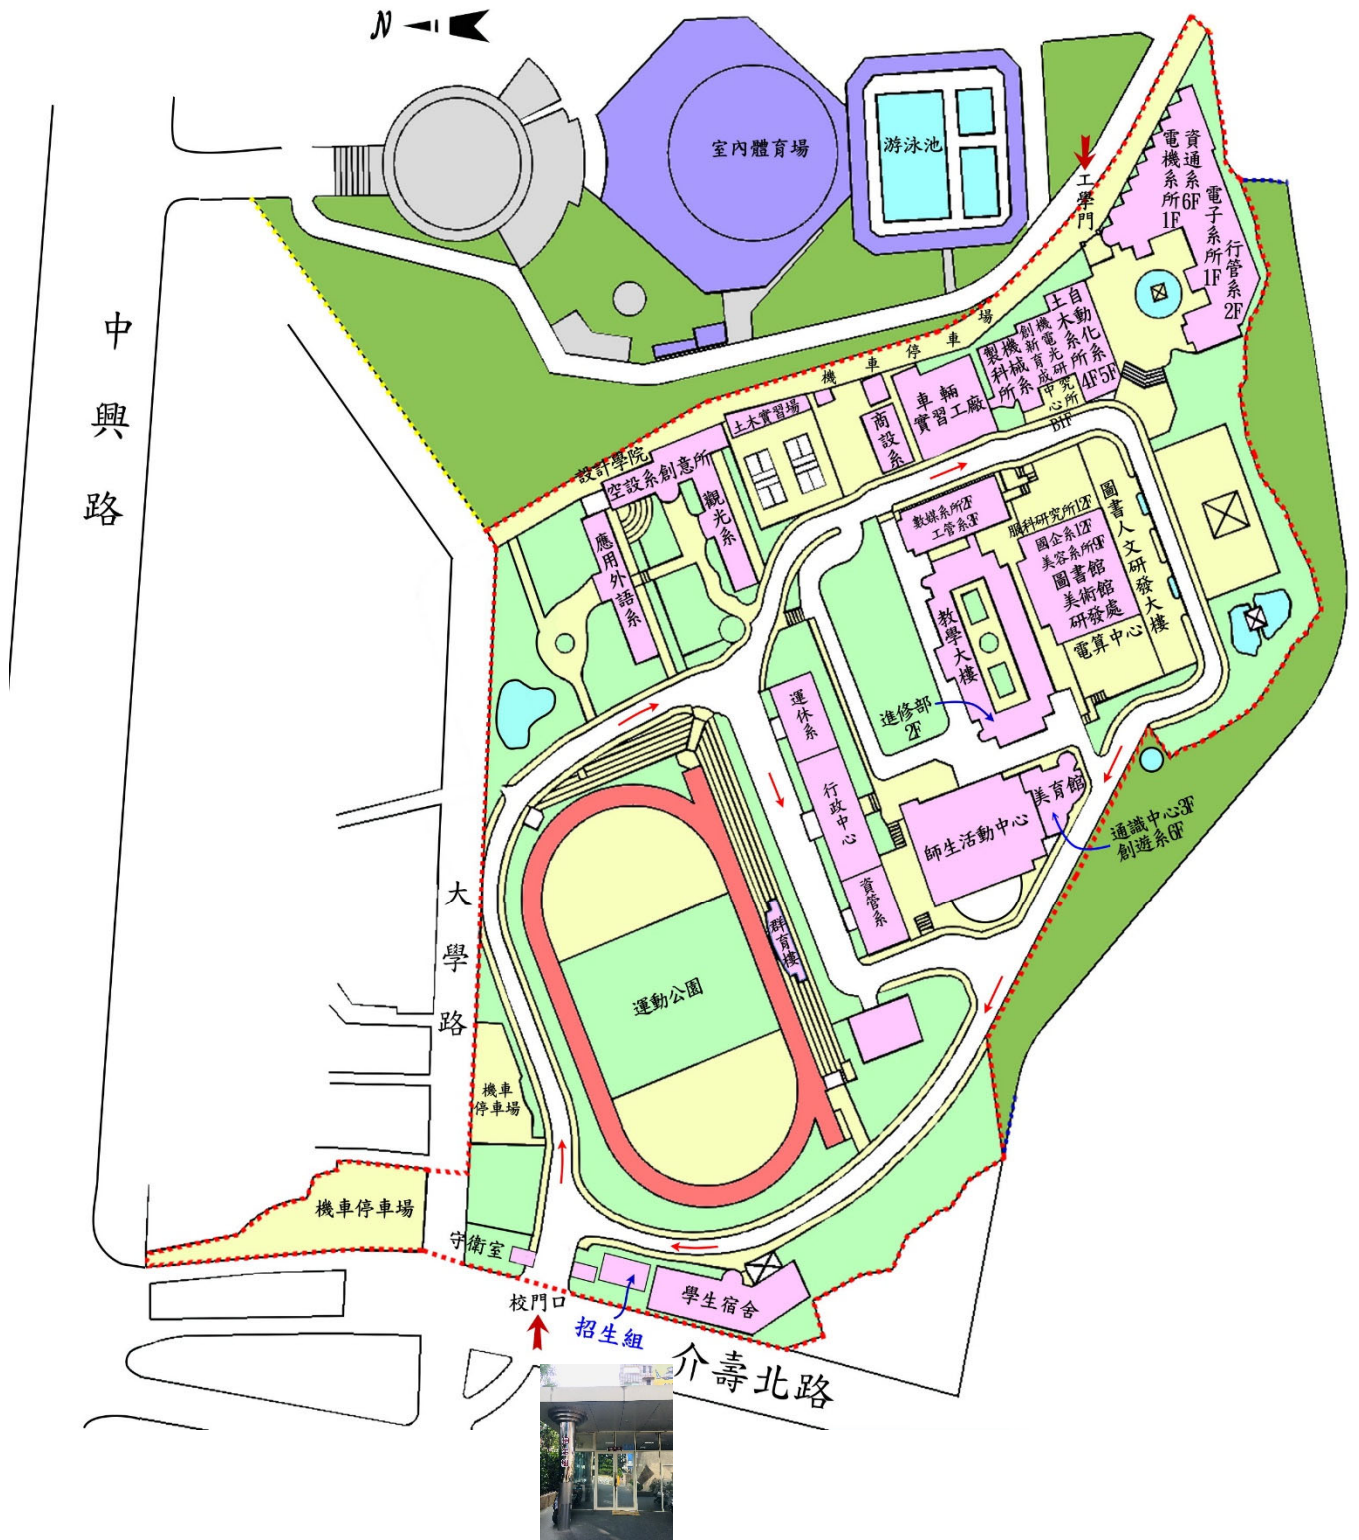 N
室內體育場
游泳池
工學門
資通系6F
電機系所1F
電子系所1F
行管系2F
中興路
機車停車場
土木系所4F
自動化系5F
創新育成中心B1F
機電光研究所
製科所
機械系
車輛實習工廠
商設系
土木實習場
設計學院
空設系創意所
觀光系
應用外語系
數媒系所2F
工管系3F
腦科研究所12F
國企系12F
美容系所9F
圖書館
美術館
研發處
電算中心
圖書人文研發大樓
教學大樓
進修部
2F
運休系
行政中心
資管系
師生活動中心
美育館
通識中心3F
創遊系6F
群育樓
運動公園
大學路
機車
停車場
機車停車場
守衛室
校門口
招生組
學生宿舍
介壽北路